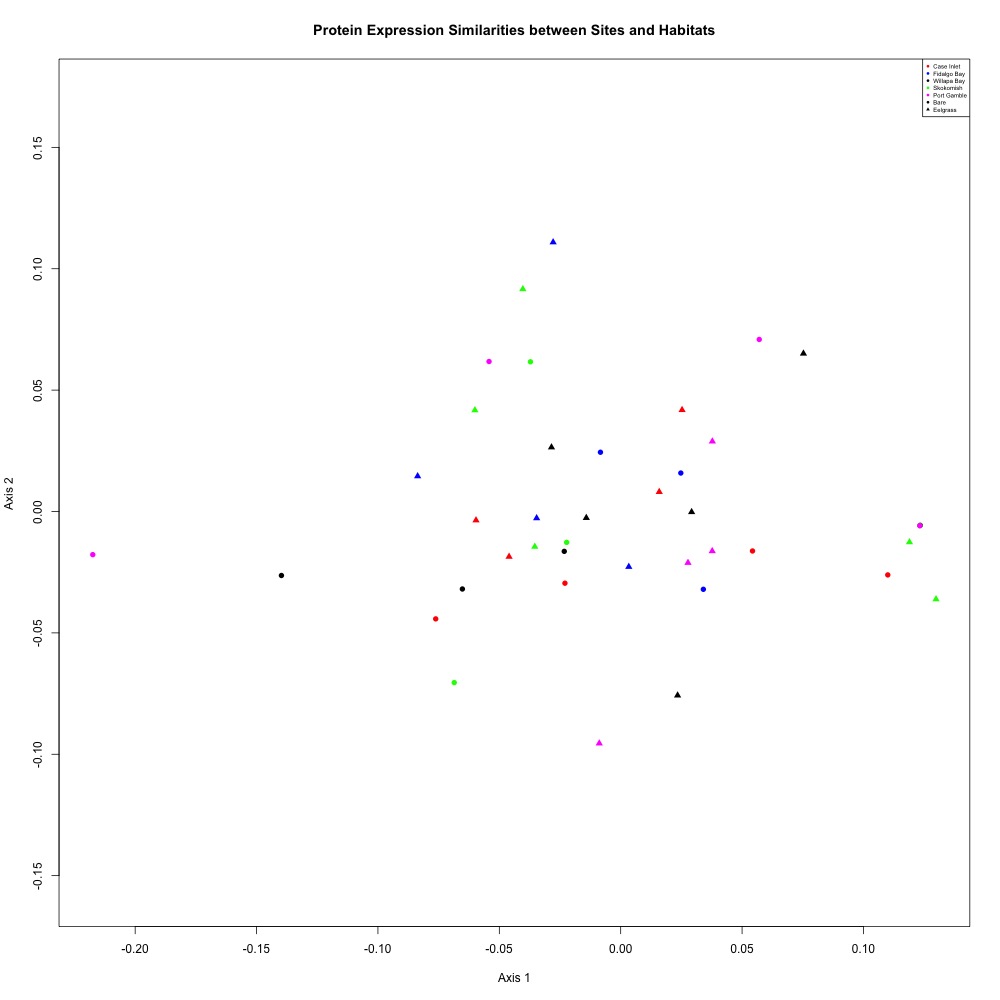 Protein Expression Similarities between Sites and Habitats
Case Inlet
Fidalgo Bay
Willapa Bay
Skokomish
Port Gamble
Bare
Eelgrass
0.15
0.10
0.05
0.00
-0.05
-0.10
-0.15
Axis 2
-0.20 -0.15 -0.10 -0.05 0.00 0.05 0.10
Axis 1